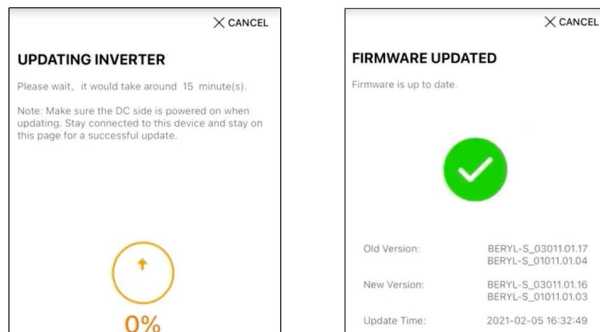 X CANCEL
UPDATING INVERTER
Please wait, it would take around 15 minute(s).
Note: Make sure the DC side is powered on when
updating. Stay connected to this device and stay on
this page for a successful update.
0%
X CANCEL
FIRMWARE UPDATED
Firmware is up to date.
Old Version: BERYL-S_03011.01.17
BERYL-S_01011.01.04
New Version: BERYL-S_03011.01.16
BERYL-S_01011.01.03
Update Time: 2021-02-05 16:32:49